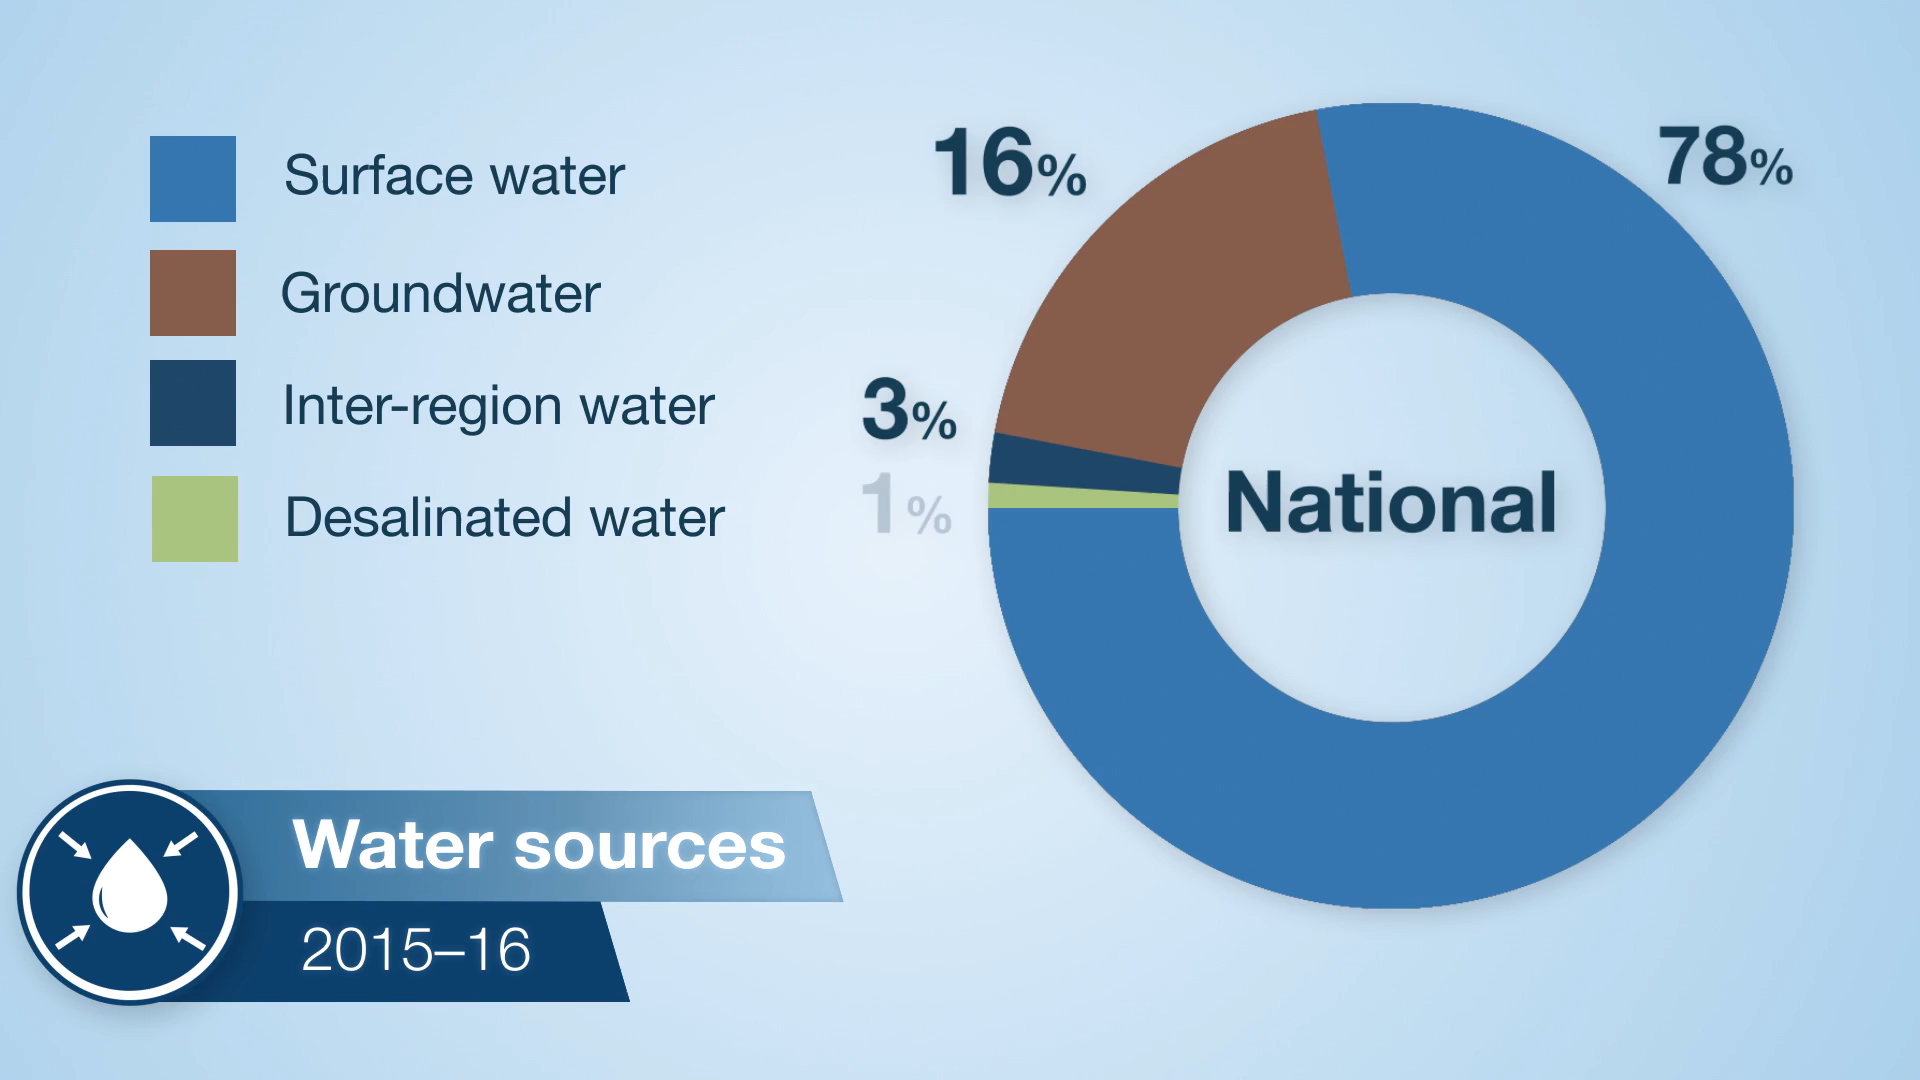 Surface water
Groundwater
Inter-region water
Desalinated water
16%
78%
3%
1%
National
Water sources
2015–16